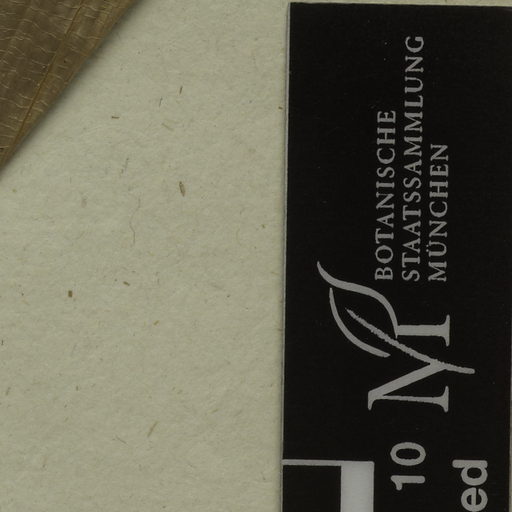 BOTANISCHE
STAATSSAMMLUNG
MÜNCHEN
M
10
ed